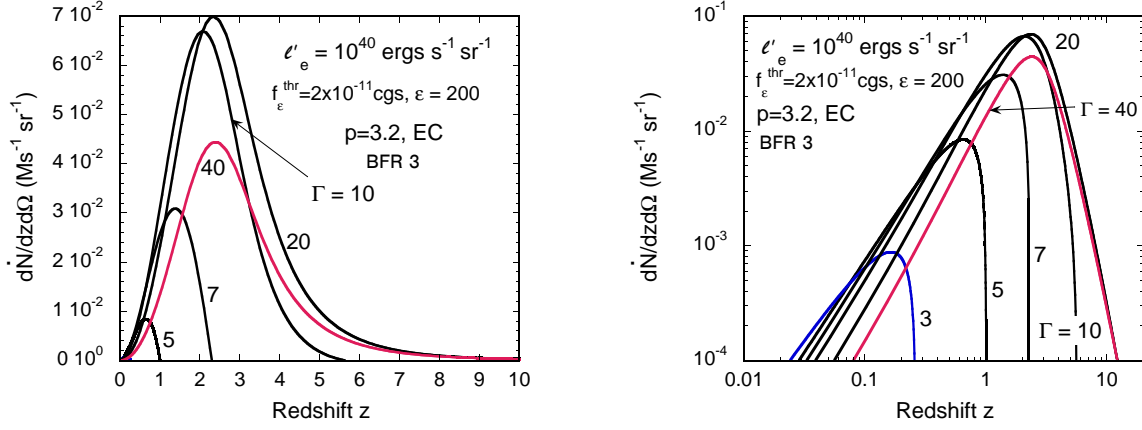 7 10⁻²
6 10⁻²
5 10⁻²
4 10⁻²
3 10⁻²
2 10⁻²
1 10⁻²
0 10⁰
dṄ/dzdΩ (Ms⁻¹ sr⁻¹)
ℓ'ₑ = 10⁴⁰ ergs s⁻¹ sr⁻¹
f_ε^thr=2x10⁻¹¹cgs, ε = 200
p=3.2, EC
BFR 3
40
Γ = 10
20
7
5
0 1 2 3 4 5 6 7 8 9 10
Redshift z
10⁻¹
10⁻²
10⁻³
10⁻⁴
dṄ/dzdΩ (Ms⁻¹ sr⁻¹)
ℓ'ₑ = 10⁴⁰ ergs s⁻¹ sr⁻¹
20
f_ε^thr=2x10⁻¹¹cgs, ε = 200
p=3.2, EC
Γ = 40
BFR 3
7
5
3
Γ = 10
0.01 0.1 1 10
Redshift z